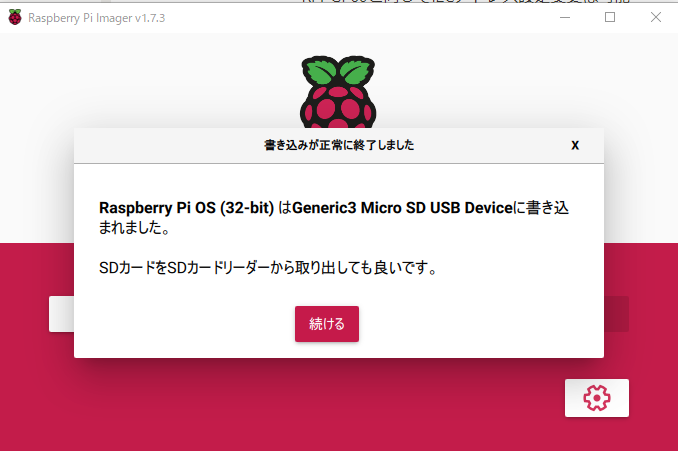 Raspberry Pi Imager v1.7.3
書き込みが正常に終了しました
x
Raspberry Pi OS (32-bit) はGeneric3 Micro SD USB Deviceに書き込
まれました。
SDカードをSDカードリーダーから取り出しても良いです。
続ける